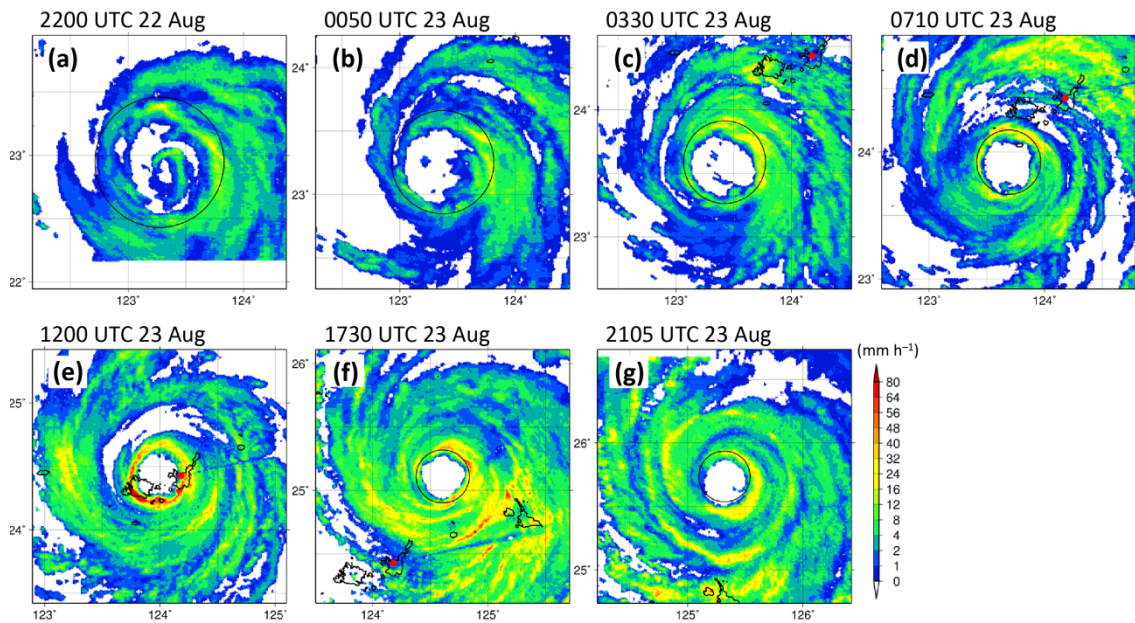 2200 UTC 22 Aug
0050 UTC 23 Aug
0330 UTC 23 Aug
0710 UTC 23 Aug
(a)
(b)
(c)
(d)
23˚
22˚
123˚
124˚
24˚
23˚
123˚
124˚
24˚
23˚
123˚
124˚
24˚
23˚
123˚
124˚
1200 UTC 23 Aug
1730 UTC 23 Aug
2105 UTC 23 Aug
(mm h⁻¹)
(e)
(f)
(g)
25˚
24˚
123˚
124˚
125˚
26˚
25˚
124˚
125˚
26˚
25˚
125˚
126˚
80
64
56
48
40
32
24
16
12
8
4
2
1
0